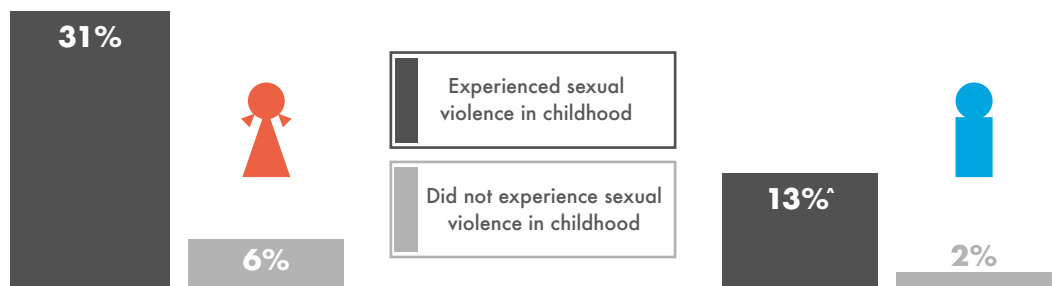 31%
6%
Experienced sexual
violence in childhood
Did not experience sexual
violence in childhood
13%^
2%